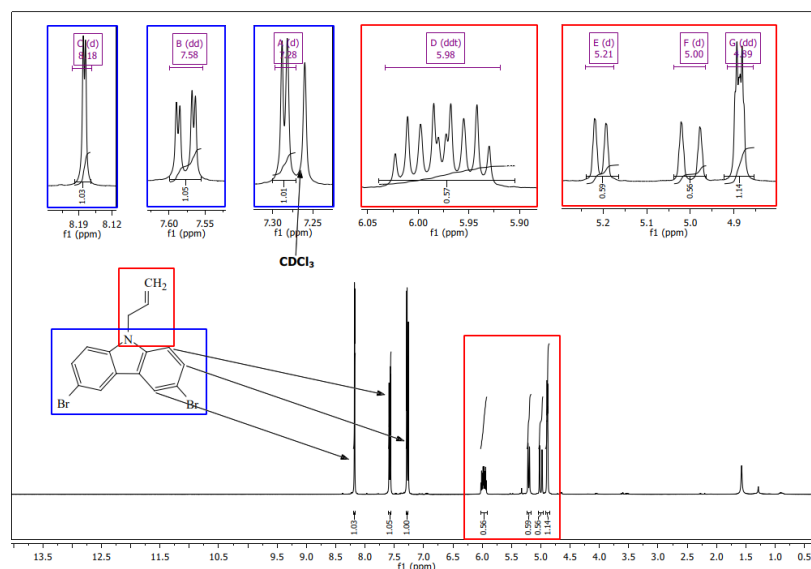 C (d)
8.18
B (dd)
7.58
A (d)
7.28
D (ddt)
5.98
E (d)
5.21
F (d)
5.00
G (dd)
4.89
1.03
1.05
1.01
0.57
0.59
0.56
1.14
8.19 8.12
f1 (ppm)
7.60 7.55
f1 (ppm)
7.30 7.25
f1 (ppm)
6.05 5.98 5.90
f1 (ppm)
5.2 5.1 5.0 4.9
f1 (ppm)
CDCl3
CH2
N
Br
Br
1.03
1.05
1.00
0.56
0.59
0.56
1.14
13.5 12.5 11.5 10.5 9.5 8.5 8.0 7.5 7.0 6.5 6.0 5.5 5.0 4.5 4.0 3.5 3.0 2.5 2.0 1.5 1.0 0.5
f1 (ppm)